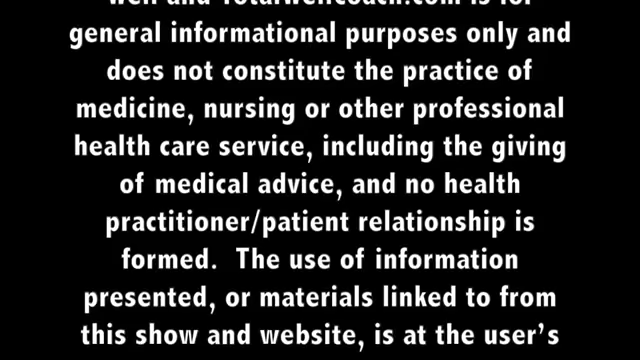 well and Totalwellcoach.com is for
general informational purposes only and
does not constitute the practice of
medicine, nursing or other professional
health care service, including the giving
of medical advice, and no health
practitioner/patient relationship is
formed.  The use of information
presented, or materials linked to from
this show and website, is at the user's